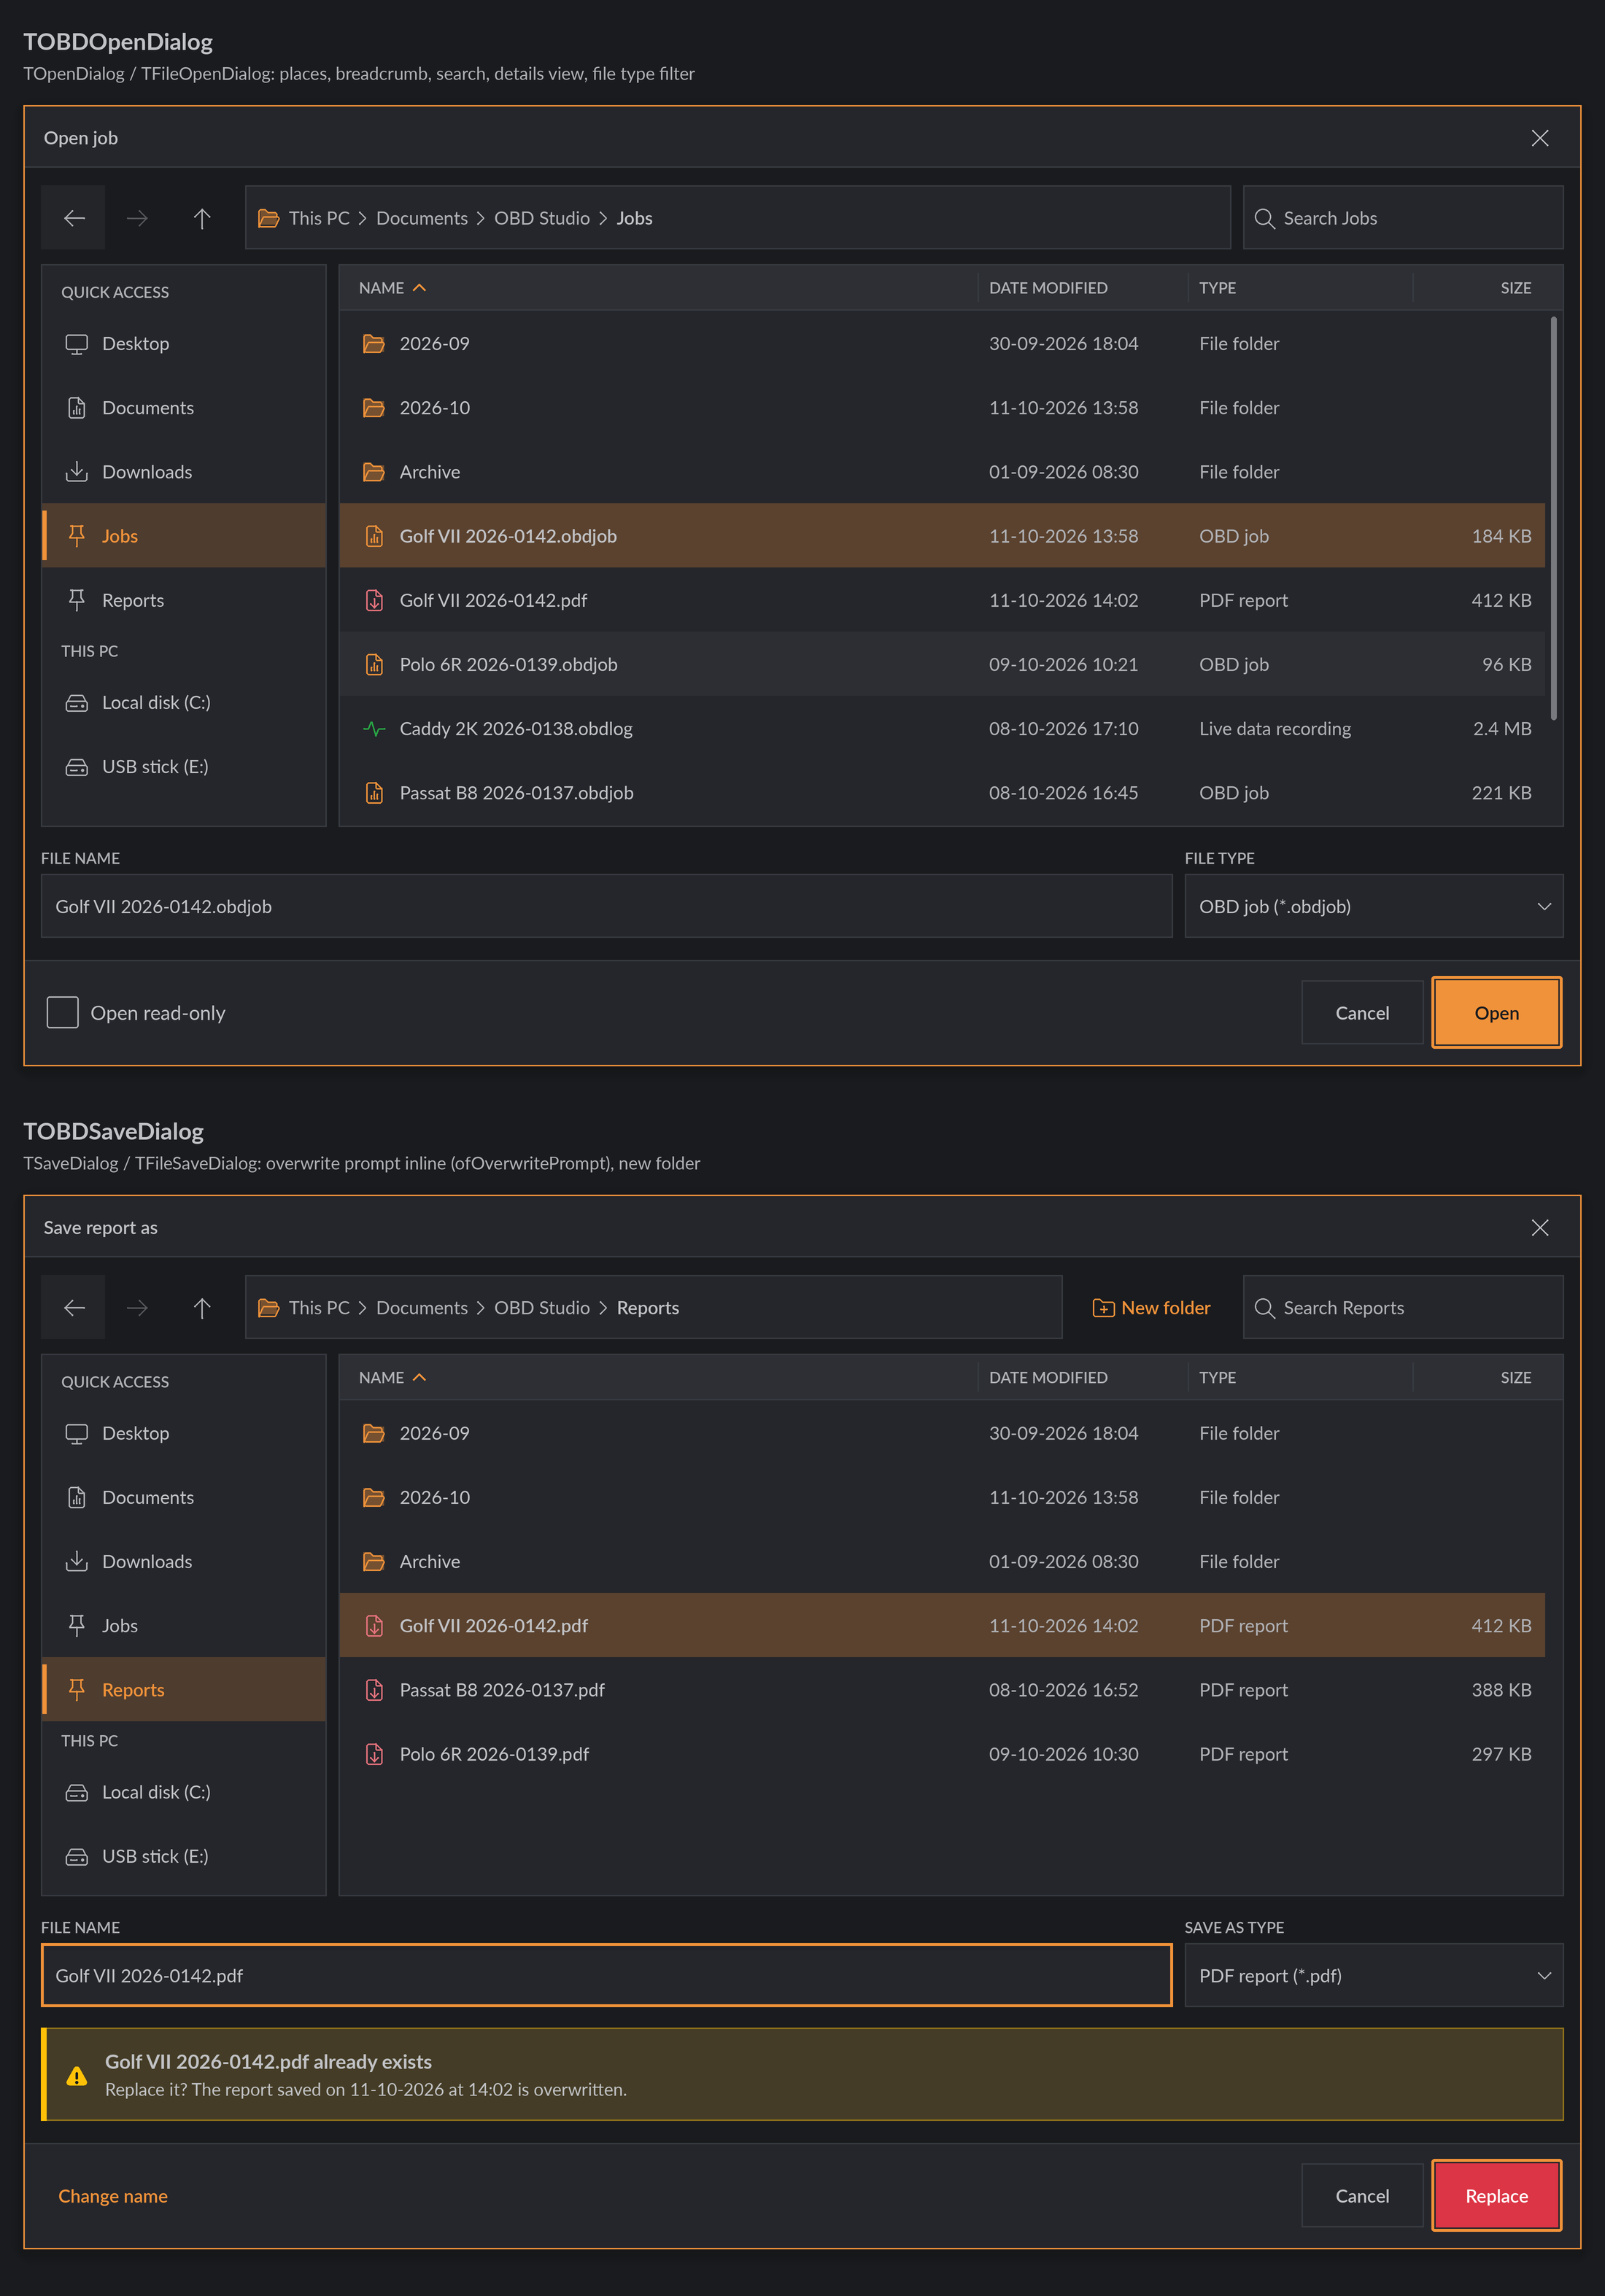 TOBDOpenDialog
TOpenDialog / TFileOpenDialog: places, breadcrumb, search, details view, file type filter
Open job
This PC > Documents > OBD Studio > Jobs
Search Jobs
QUICK ACCESS
Desktop
Documents
Downloads
Jobs
Reports
THIS PC
Local disk (C:)
USB stick (E:)
NAME DATE MODIFIED TYPE SIZE
2026-09 30-09-2026 18:04 File folder
2026-10 11-10-2026 13:58 File folder
Archive 01-09-2026 08:30 File folder
Golf VII 2026-0142.obdjob 11-10-2026 13:58 OBD job 184 KB
Golf VII 2026-0142.pdf 11-10-2026 14:02 PDF report 412 KB
Polo 6R 2026-0139.obdjob 09-10-2026 10:21 OBD job 96 KB
Caddy 2K 2026-0138.obdlog 08-10-2026 17:10 Live data recording 2.4 MB
Passat B8 2026-0137.obdjob 08-10-2026 16:45 OBD job 221 KB
FILE NAME
Golf VII 2026-0142.obdjob
FILE TYPE
OBD job (*.obdjob)
Open read-only
Cancel
Open
TOBDSaveDialog
TSaveDialog / TFileSaveDialog: overwrite prompt inline (ofOverwritePrompt), new folder
Save report as
This PC > Documents > OBD Studio > Reports
New folder
Search Reports
QUICK ACCESS
Desktop
Documents
Downloads
Jobs
Reports
THIS PC
Local disk (C:)
USB stick (E:)
NAME DATE MODIFIED TYPE SIZE
2026-09 30-09-2026 18:04 File folder
2026-10 11-10-2026 13:58 File folder
Archive 01-09-2026 08:30 File folder
Golf VII 2026-0142.pdf 11-10-2026 14:02 PDF report 412 KB
Passat B8 2026-0137.pdf 08-10-2026 16:52 PDF report 388 KB
Polo 6R 2026-0139.pdf 09-10-2026 10:30 PDF report 297 KB
FILE NAME
Golf VII 2026-0142.pdf
SAVE AS TYPE
PDF report (*.pdf)
Golf VII 2026-0142.pdf already exists
Replace it? The report saved on 11-10-2026 at 14:02 is overwritten.
Change name
Cancel
Replace